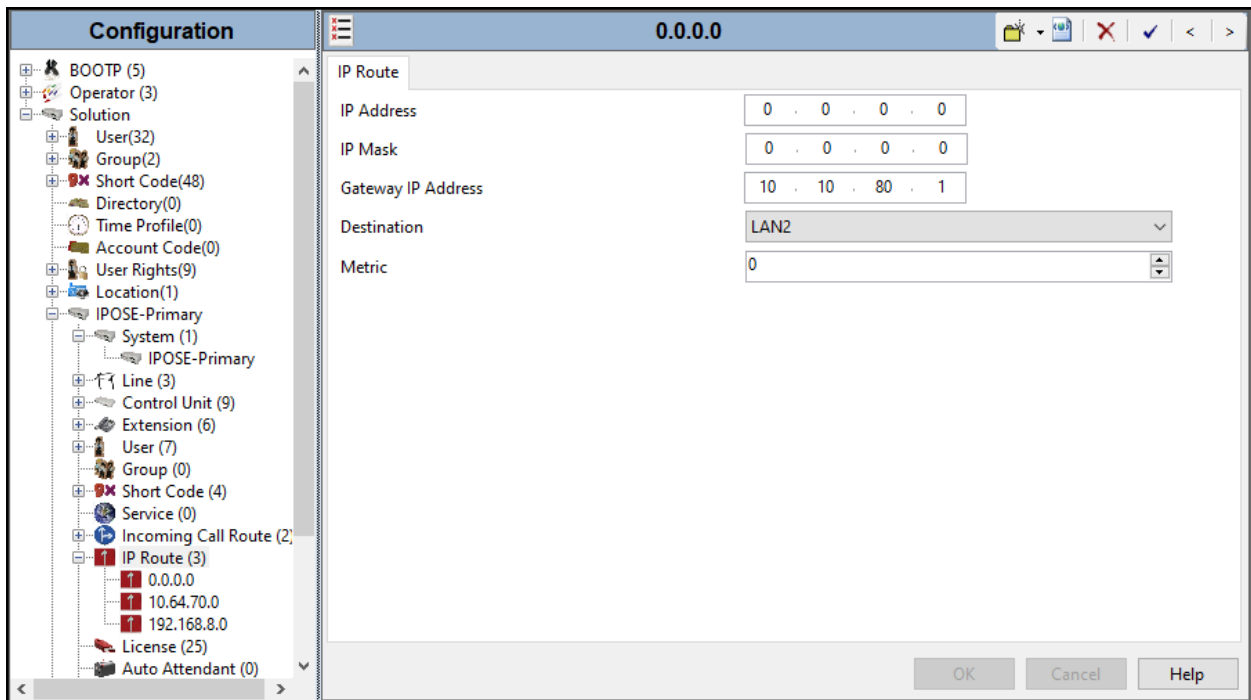 Configuration
BOOTP (5)
Operator (3)
Solution
User(32)
Group(2)
Short Code(48)
Directory(0)
Time Profile(0)
Account Code(0)
User Rights(9)
Location(1)
IPOSE-Primary
System (1)
IPOSE-Primary
Line (3)
Control Unit (9)
Extension (6)
User (7)
Group (0)
Short Code (4)
Service (0)
Incoming Call Route (2)
IP Route (3)
0.0.0.0
10.64.70.0
192.168.8.0
License (25)
Auto Attendant (0)
0.0.0.0
IP Route
IP Address 0 . 0 . 0 . 0
IP Mask 0 . 0 . 0 . 0
Gateway IP Address 10 . 10 . 80 . 1
Destination LAN2
Metric 0
OK Cancel Help